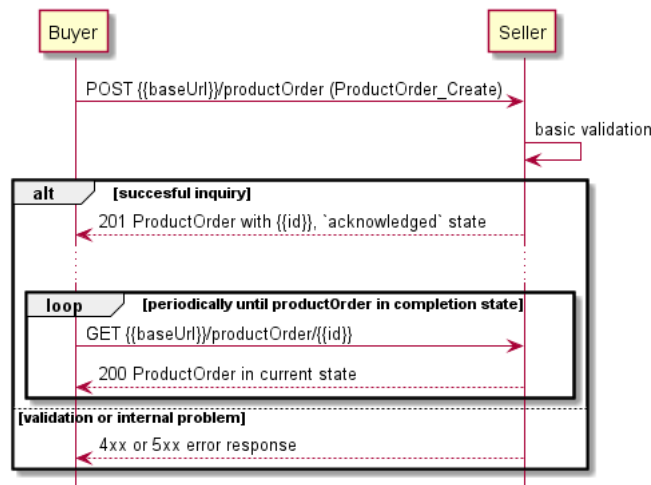 Buyer
Seller
POST {{baseUrl}}/productOrder (ProductOrder_Create)
basic validation
alt
[succesful inquiry]
201 ProductOrder with {{id}}, `acknowledged` state
loop
[periodically until productOrder in completion state]
GET {{baseUrl}}/productOrder/{{id}}
200 ProductOrder in current state
[validation or internal problem]
4xx or 5xx error response